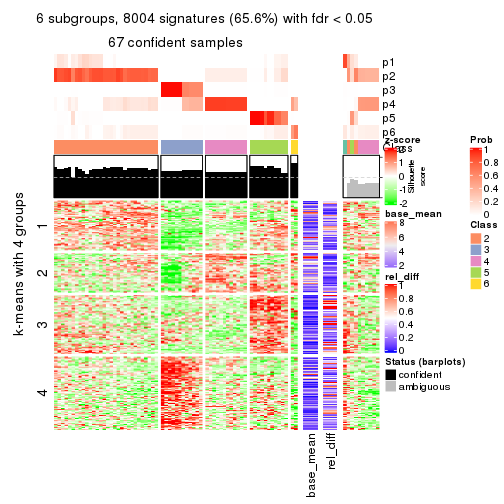 6 subgroups, 8004 signatures (65.6%) with fdr < 0.05
67 confident samples
p1
p2
p3
p4
p5
p6
Class
Silhouette
score
k-means with 4 groups
1
2
3
4
base_mean
rel_diff
z-score
2
1
0
-1
-2
base_mean
8
6
4
2
rel_diff
1
0.8
0.6
0.4
0.2
0
Status (barplots)
confident
ambiguous
Prob
1
0.8
0.6
0.4
0.2
0
Class
2
3
4
5
6